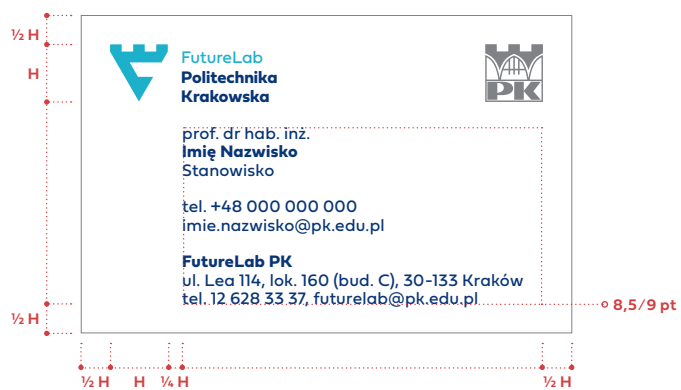 ½ H
H
FutureLab
Politechnika
Krakowska
PK
prof. dr hab. inż.
Imię Nazwisko
Stanowisko
tel. +48 000 000 000
imie.nazwisko@pk.edu.pl
FutureLab PK
ul. Lea 114, lok. 160 (bud. C), 30-133 Kraków
tel. 12 628 33 37, futurelab@pk.edu.pl
½ H
8,5/9 pt
½ H H ¼ H ½ H